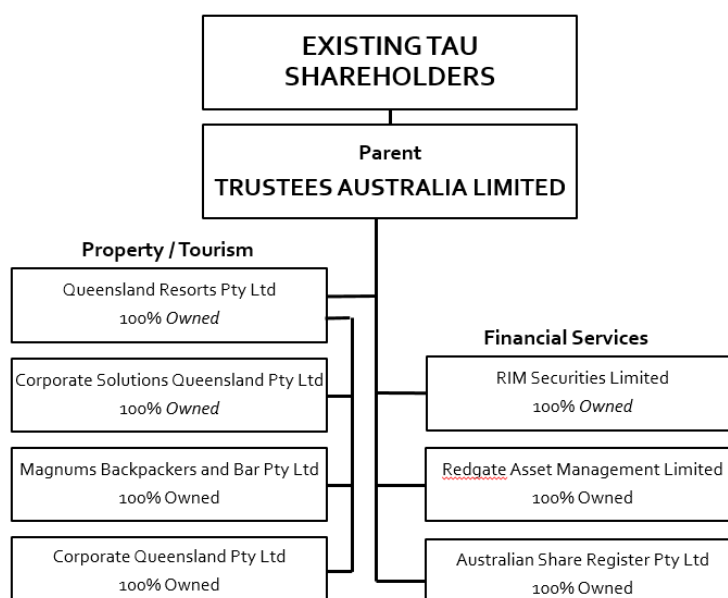 EXISTING TAU
SHAREHOLDERS
Parent
TRUSTEES AUSTRALIA LIMITED
Property / Tourism
Queensland Resorts Pty Ltd
100% Owned
Corporate Solutions Queensland Pty Ltd
100% Owned
Magnums Backpackers and Bar Pty Ltd
100% Owned
Corporate Queensland Pty Ltd
100% Owned
Financial Services
RIM Securities Limited
100% Owned
Redgate Asset Management Limited
100% Owned
Australian Share Register Pty Ltd
100% Owned